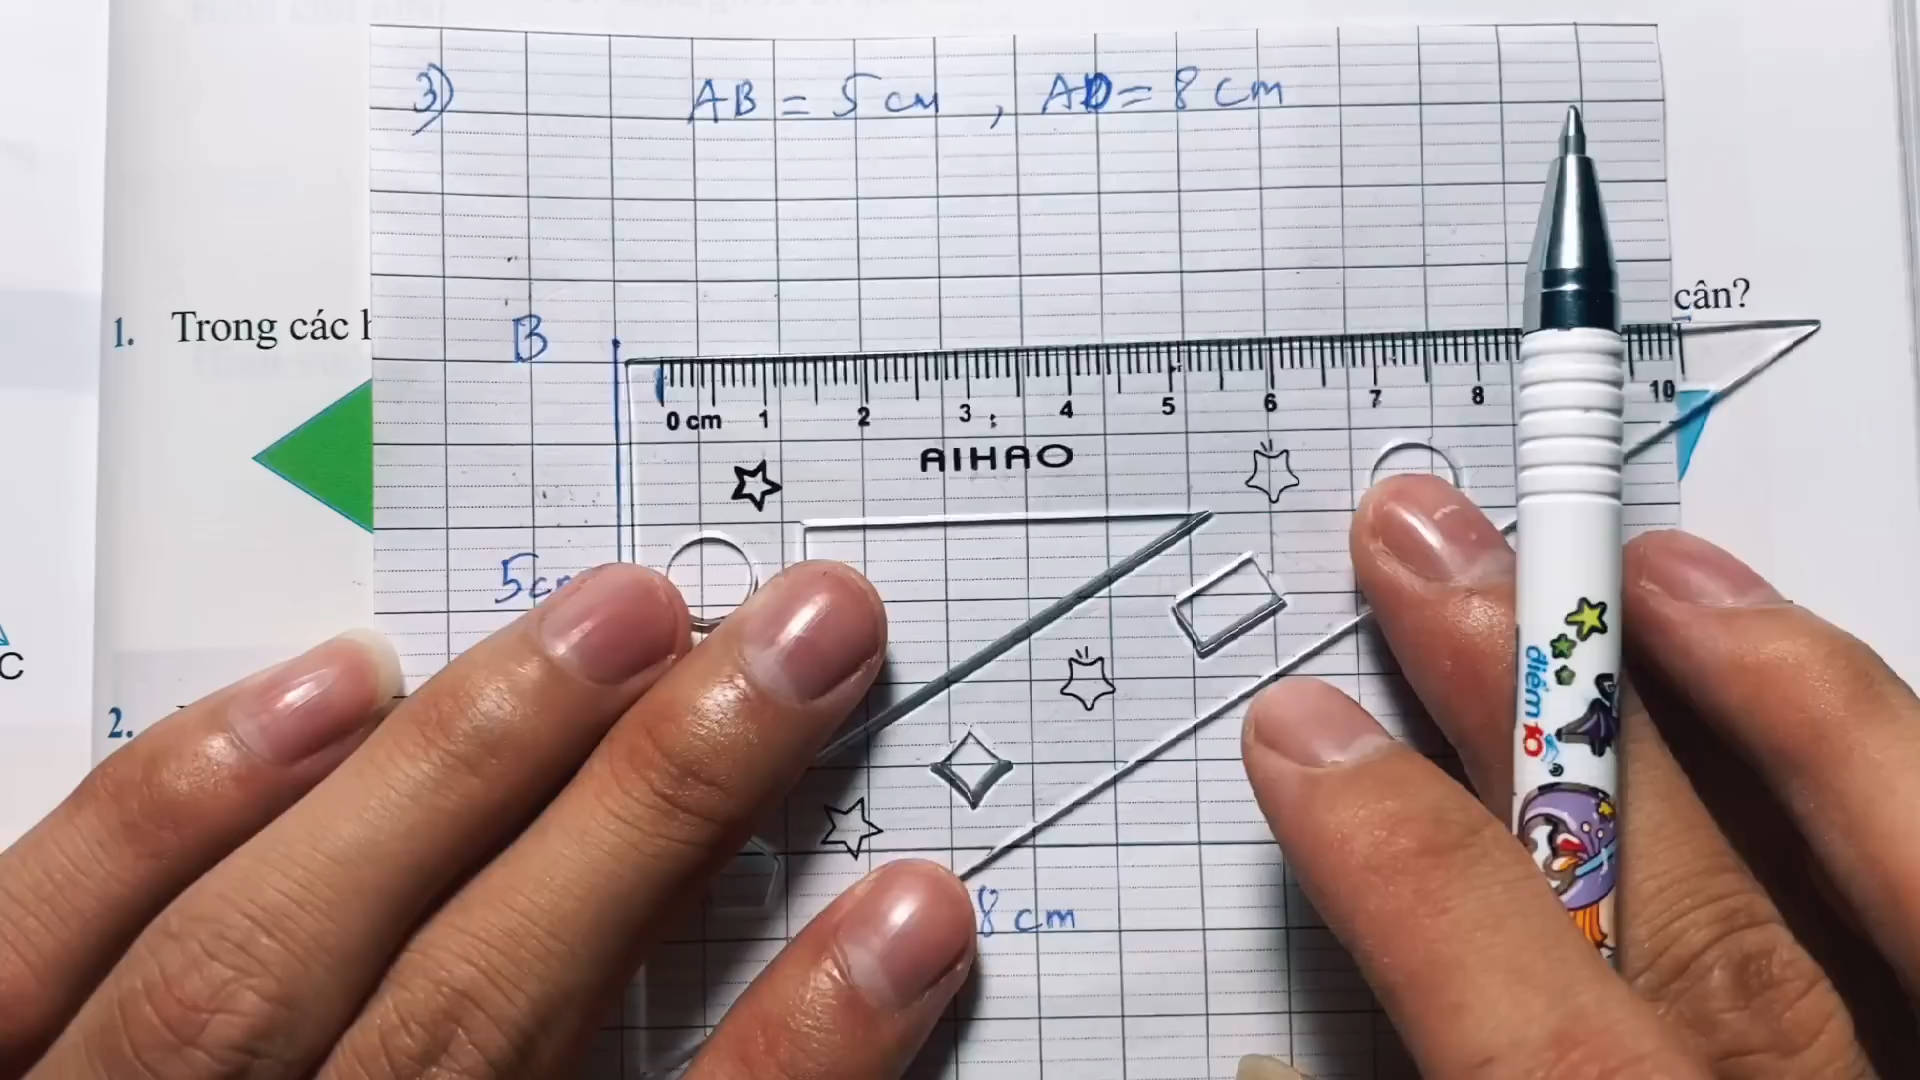 3) AB = 5 cm , AD = 8 cm
cân?
1. Trong các h
B
0 cm 1 2 3 4 5 6 7 8 10
AIHAO
5cm
C
điểm 10
2.
8 cm